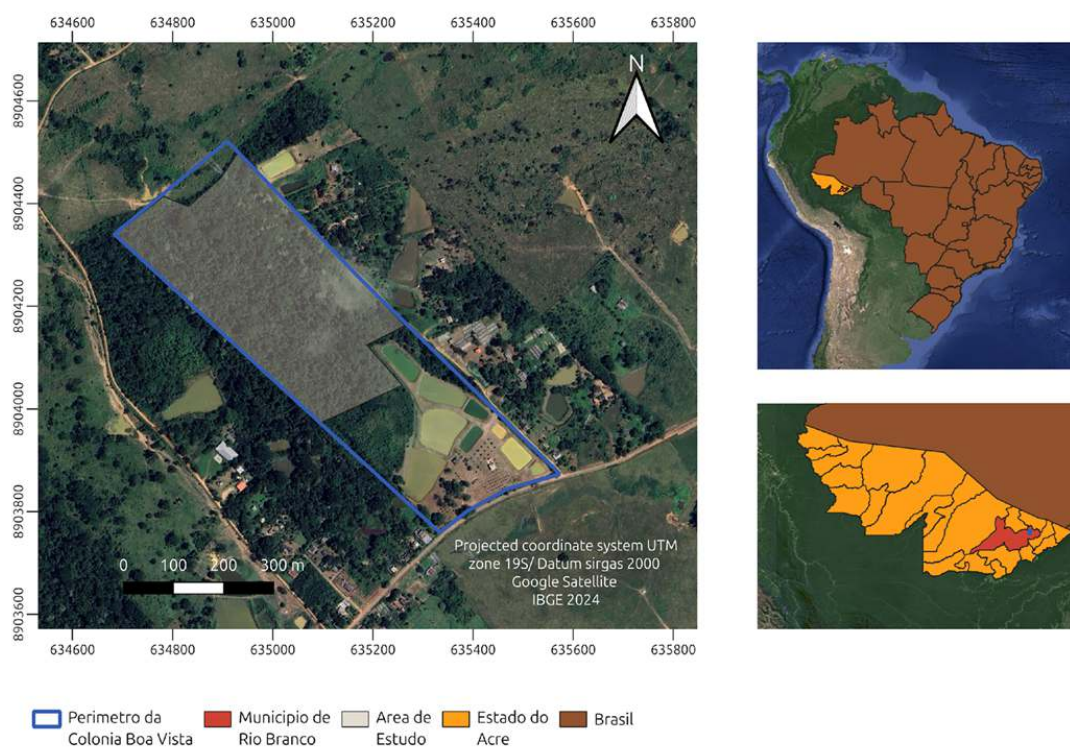 634600 634800 635000 635200 635400 635600 635800
8904600
8904400
8904200
8904000
8903800
8903600
N
0 100 200 300 m
Projected coordinate system UTM
zone 19S/ Datum sirgas 2000
Google Satellite
IBGE 2024
634600 634800 635000 635200 635400 635600 635800
Perimetro da
Colonia Boa Vista
Municipio de
Rio Branco
Area de
Estudo
Estado do
Acre
Brasil